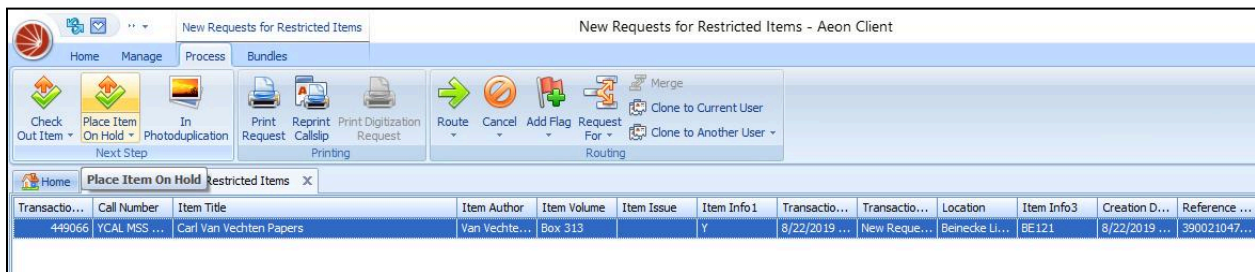 New Requests for Restricted Items
New Requests for Restricted Items - Aeon Client
Home Manage Process Bundles
Check Out Item
Place Item On Hold
In Photoduplication
Next Step
Print Request
Reprint Callslip
Print Digitization Request
Printing
Route
Cancel
Add Flag
Request For
Merge
Clone to Current User
Clone to Another User
Routing
Home
Place Item On Hold
Restricted Items X
Transactio... Call Number Item Title Item Author Item Volume Item Issue Item Info1 Transactio... Transactio... Location Item Info3 Creation D... Reference ...
449066 YCAL MSS ... Carl Van Vechten Papers Van Vechte... Box 313 Y 8/22/2019 ... New Reque... Beinecke Li... BE121 8/22/2019 ... 390021047...